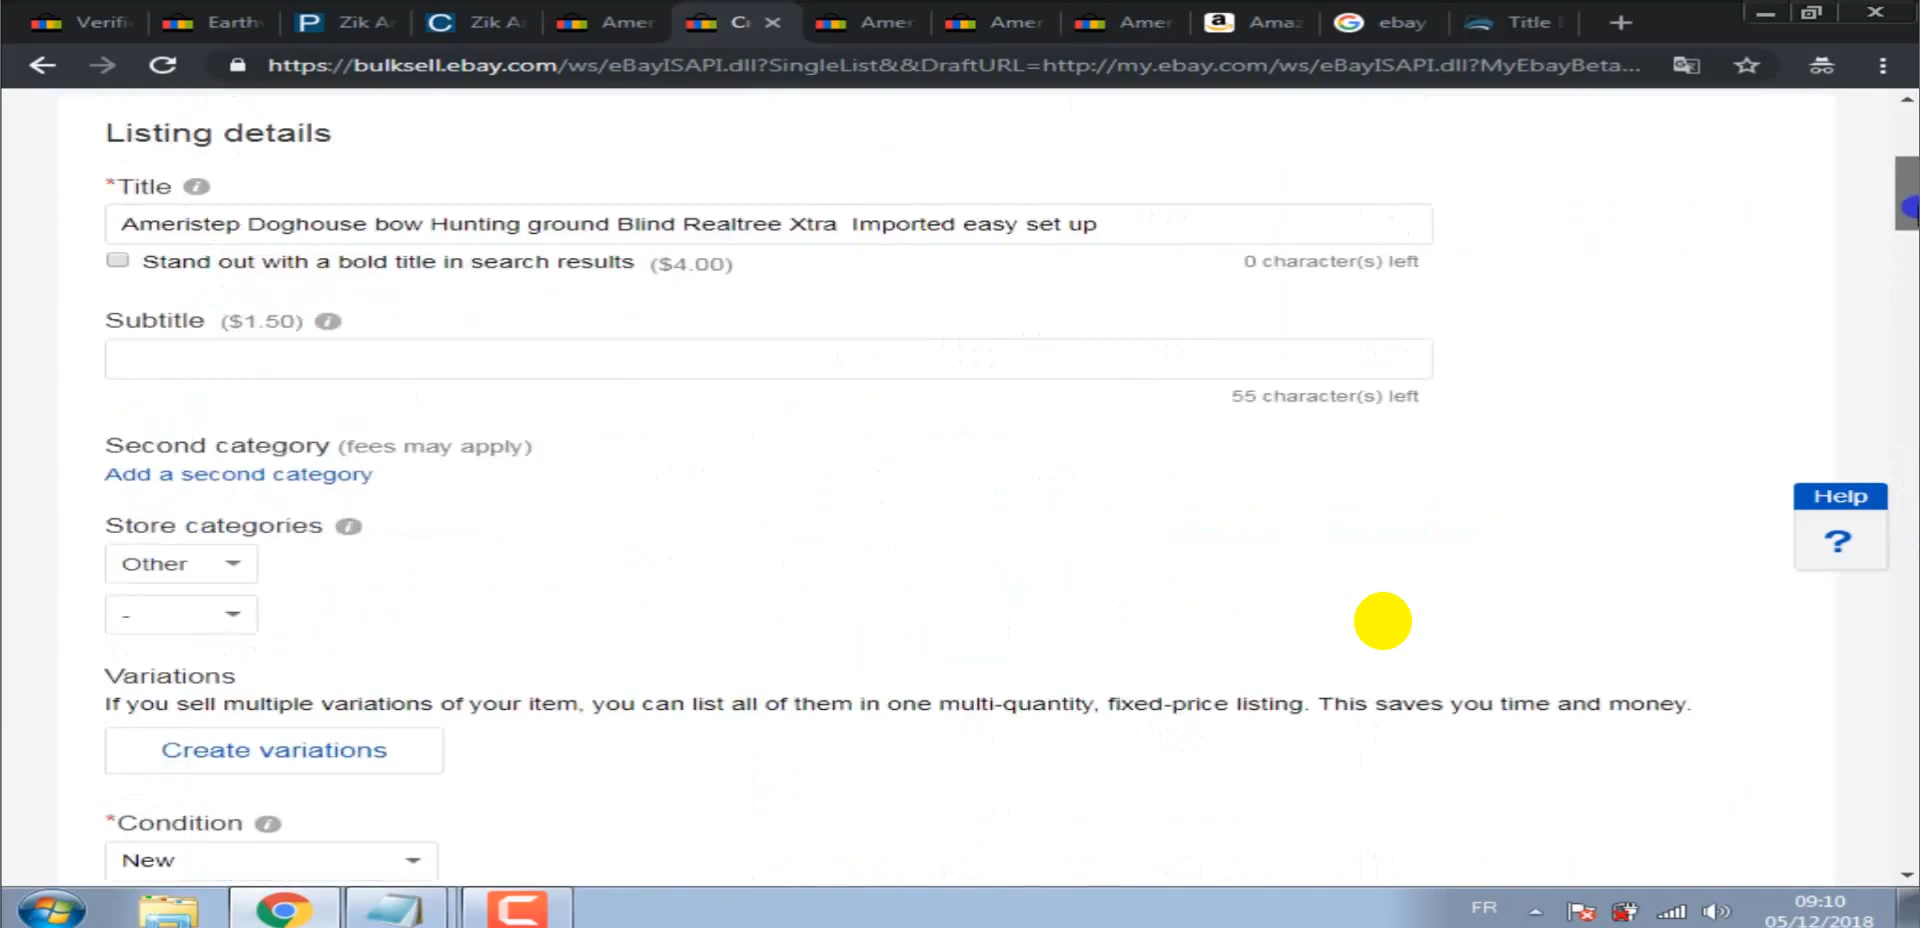 Verifi Earth Zik A Zik A Amer C Amer Amer Amer Amaz ebay Title
https://bulksell.ebay.com/ws/eBayISAPI.dll?SingleList&&DraftURL=http://my.ebay.com/ws/eBayISAPI.dll?MyEbayBeta...
Listing details
*Title
Ameristep Doghouse bow Hunting ground Blind Realtree Xtra  Imported easy set up
Stand out with a bold title in search results ($4.00)
0 character(s) left
Subtitle ($1.50)
55 character(s) left
Second category (fees may apply)
Add a second category
Help
?
Store categories
Other
-
Variations
If you sell multiple variations of your item, you can list all of them in one multi-quantity, fixed-price listing. This saves you time and money.
Create variations
*Condition
New
FR
09:10
05/12/2018